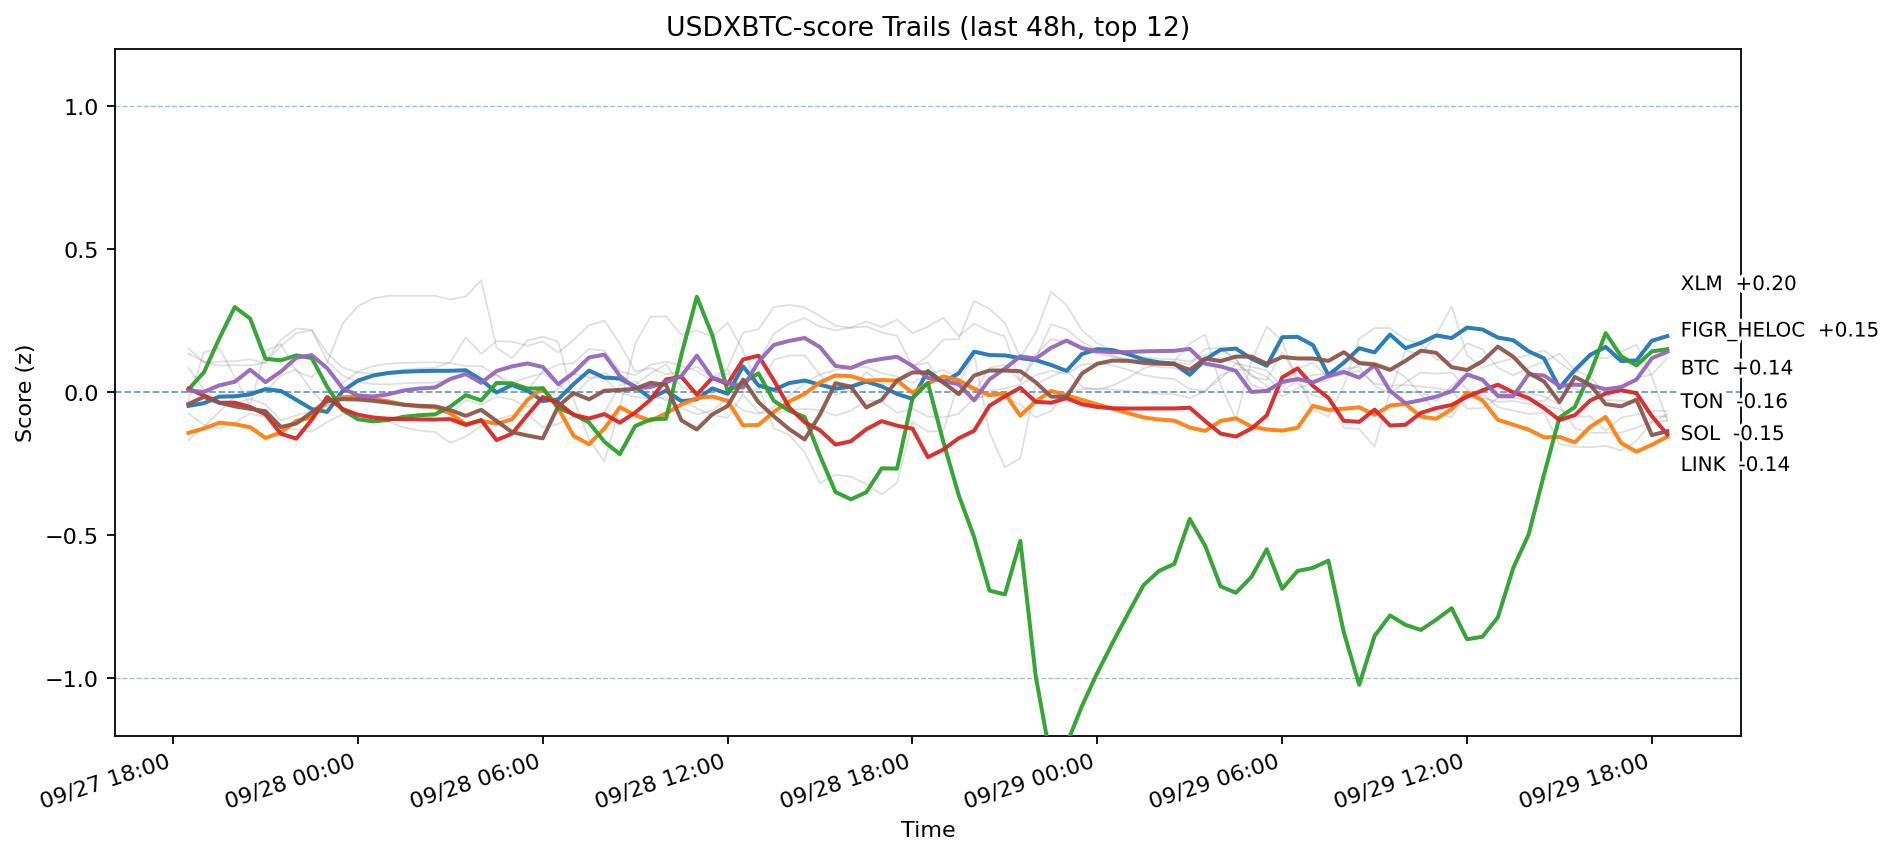 USDXBTC-score Trails (last 48h, top 12)
Score (z)
1.0
0.5
0.0
−0.5
−1.0
XLM +0.20
FIGR_HELOC +0.15
BTC +0.14
TON -0.16
SOL -0.15
LINK -0.14
09/27 18:00
09/28 00:00
09/28 06:00
09/28 12:00
09/28 18:00
09/29 00:00
09/29 06:00
09/29 12:00
09/29 18:00
Time